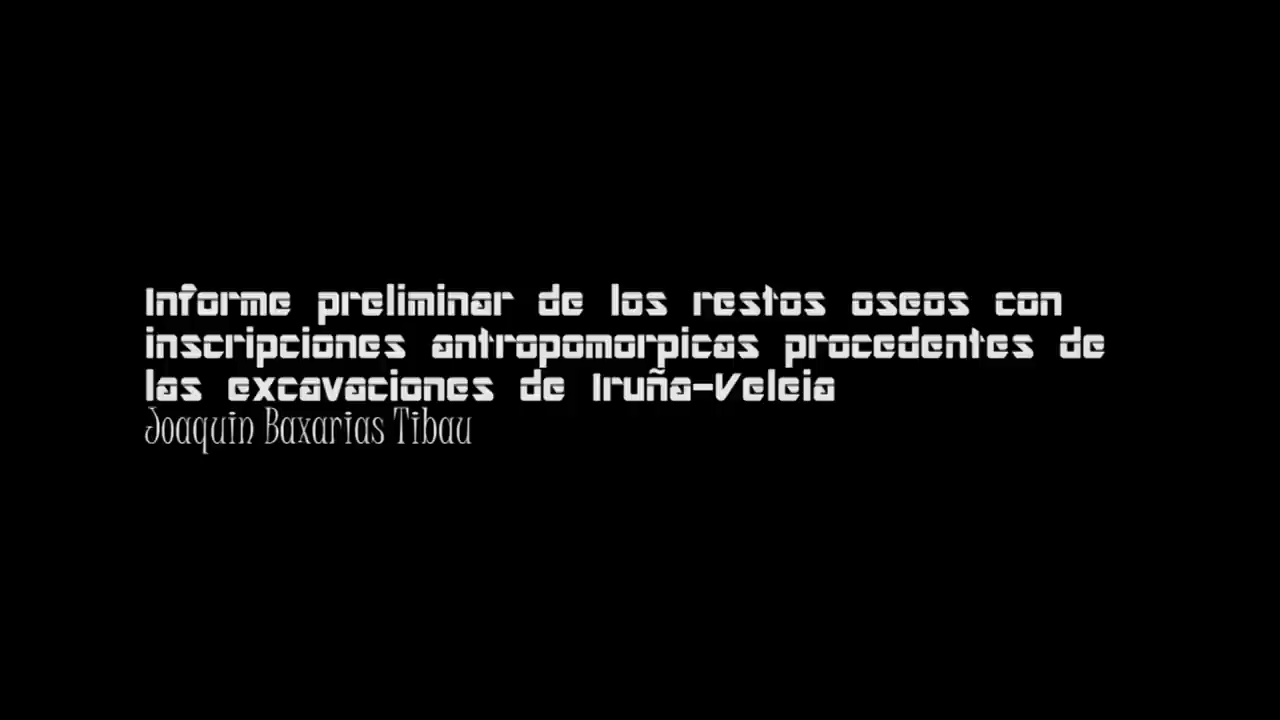 Informe preliminar de los restos oseos con
inscripciones antropomorpicas procedentes de
las excavaciones de Iruña-Veleia
Joaquin Baxarias Tibau